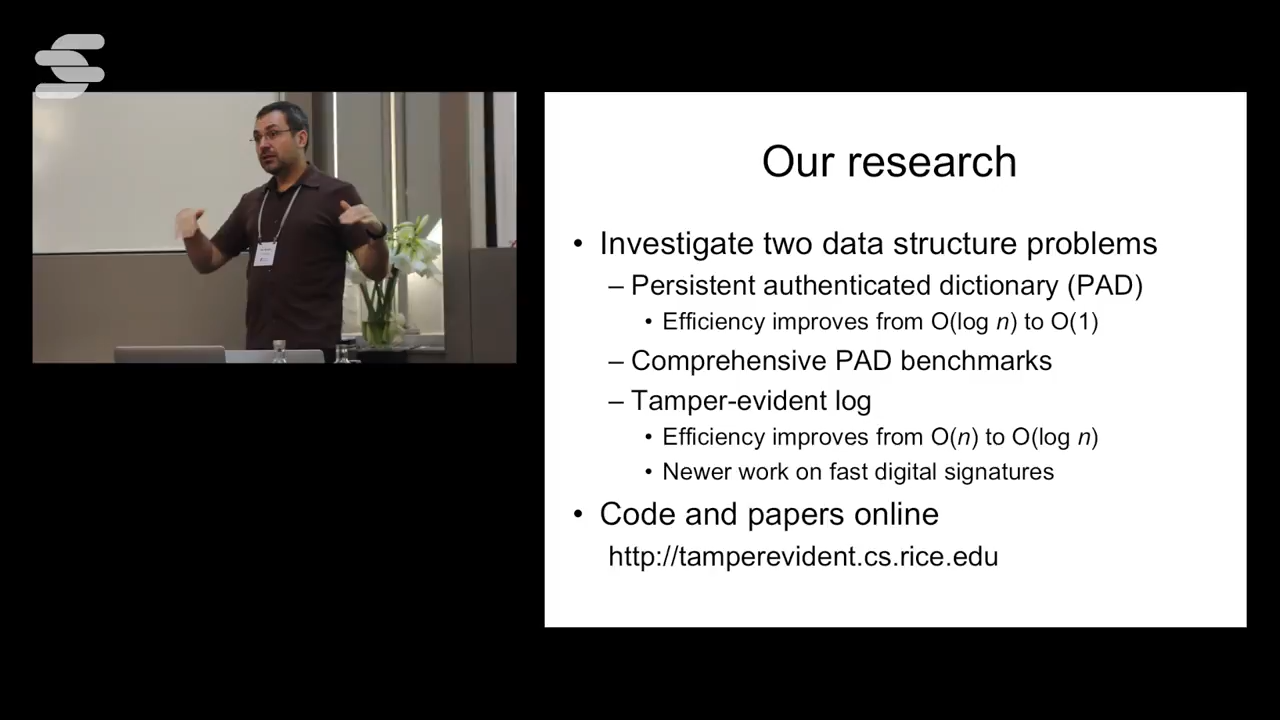 Our research
• Investigate two data structure problems
– Persistent authenticated dictionary (PAD)
• Efficiency improves from O(log n) to O(1)
– Comprehensive PAD benchmarks
– Tamper-evident log
• Efficiency improves from O(n) to O(log n)
• Newer work on fast digital signatures
• Code and papers online
http://tamperevident.cs.rice.edu